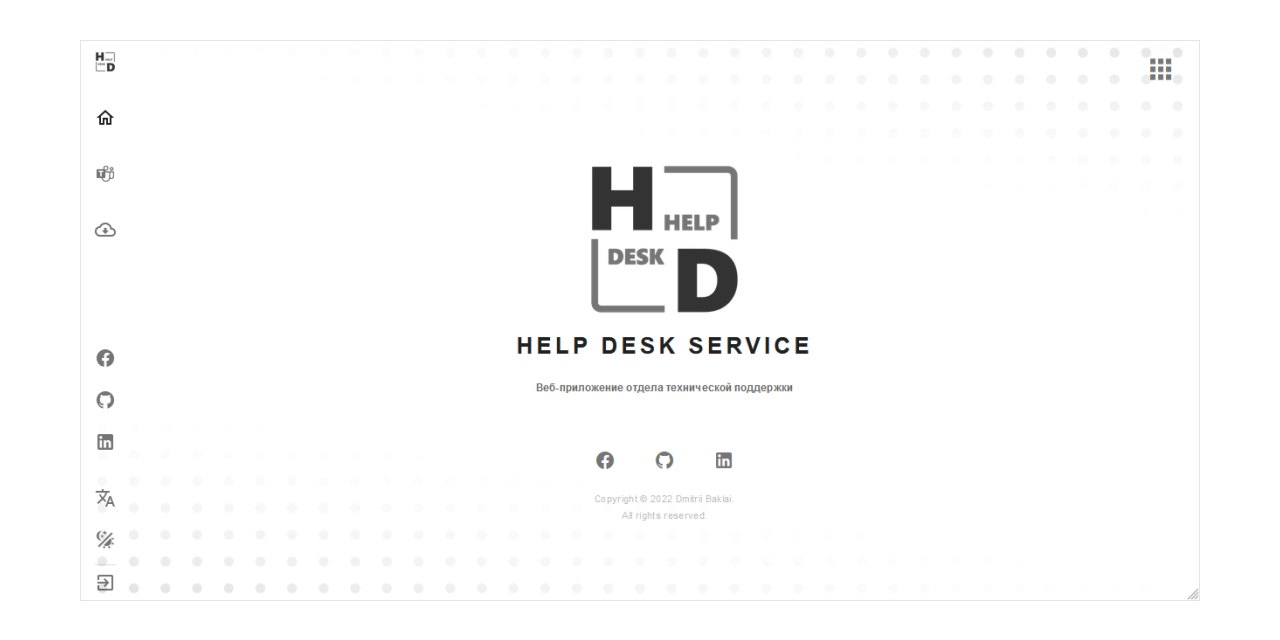 H
HELP
DESK
D
HELP DESK SERVICE
Веб-приложение отдела технической поддержки
Copyright © 2022 Dmitrii Baklai.
All rights reserved.